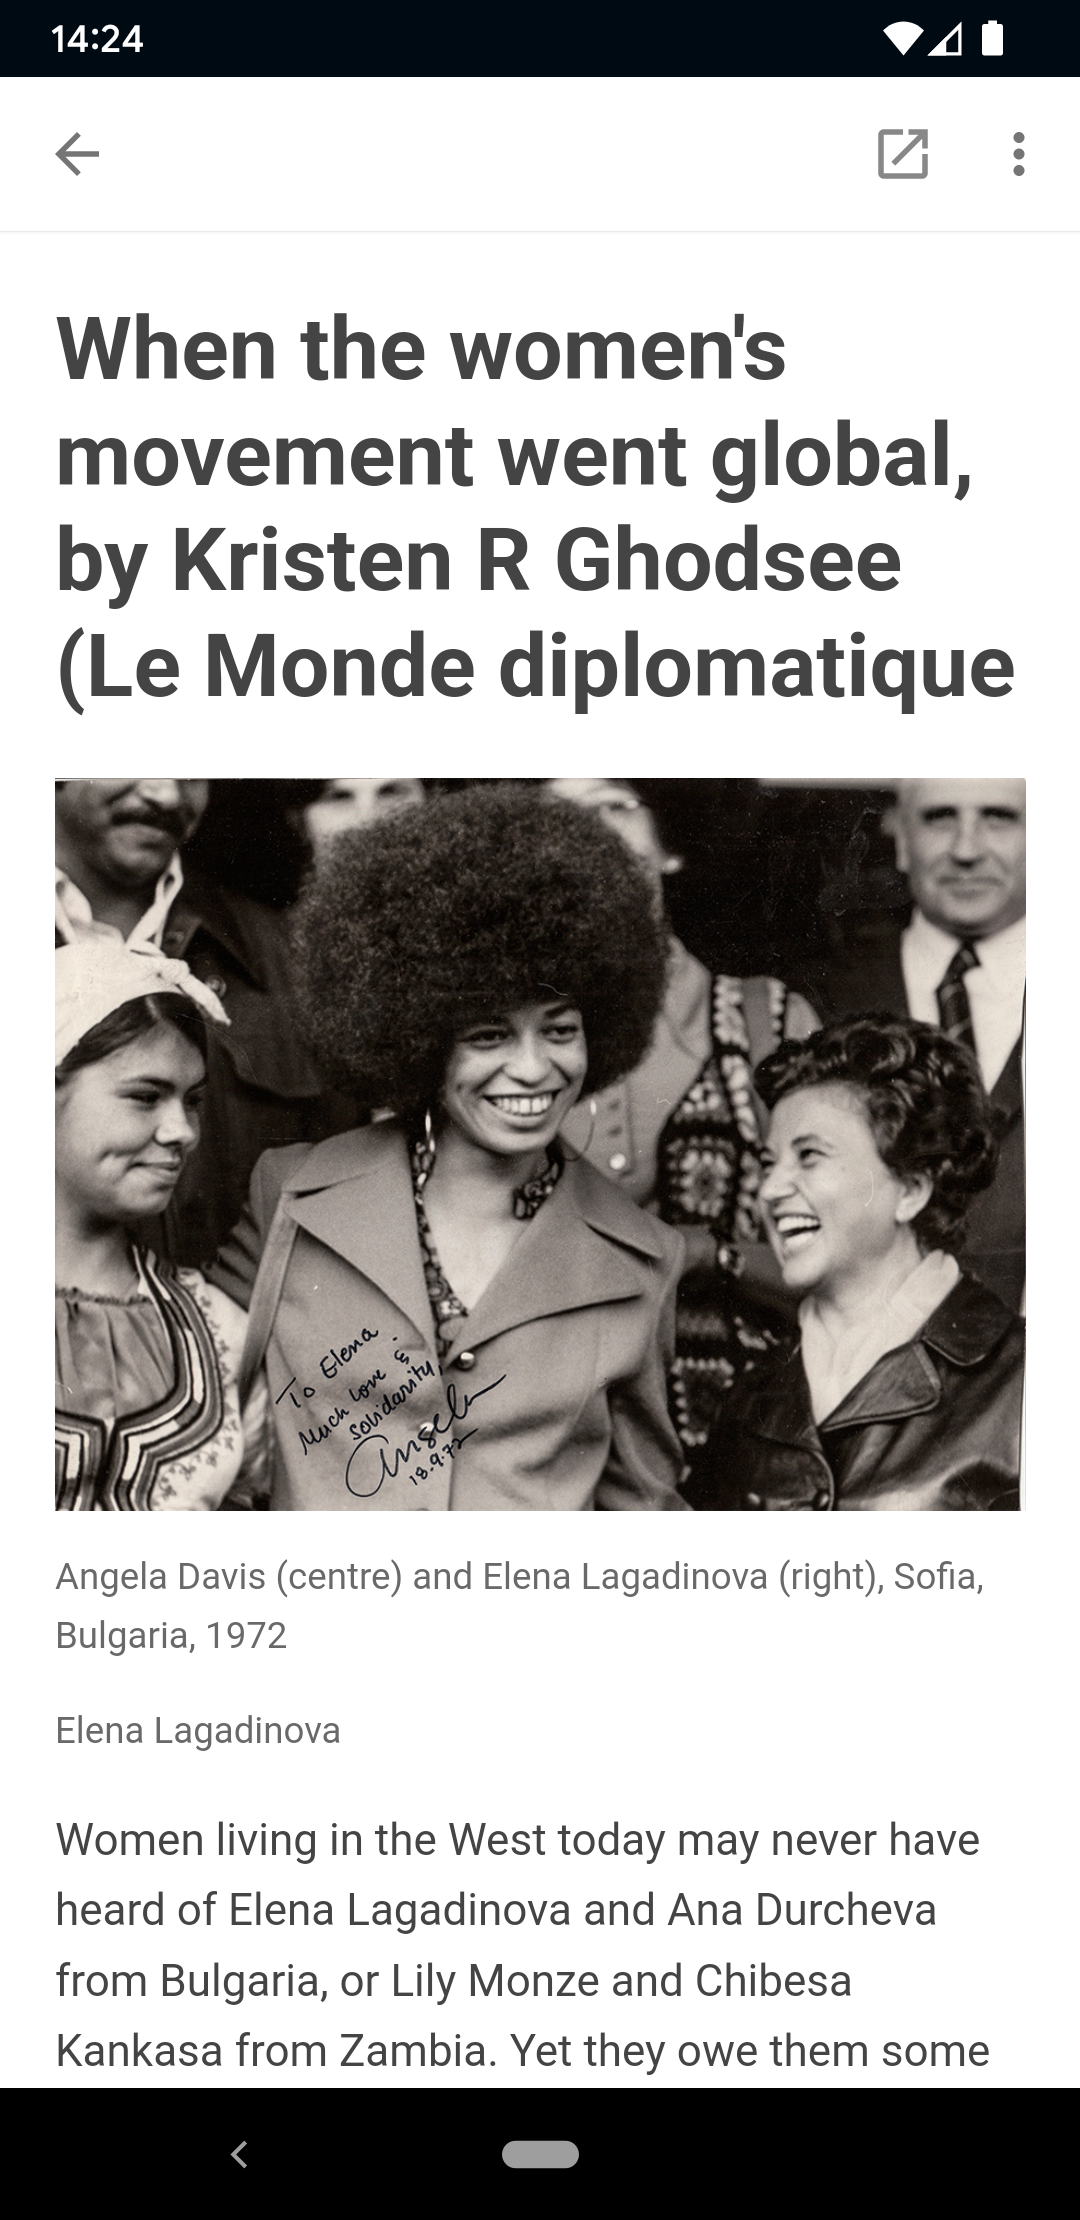 14:24
When the women's
movement went global,
by Kristen R Ghodsee
(Le Monde diplomatique
To Elena
Much love &
solidarity,
Angela
18.9.72
Angela Davis (centre) and Elena Lagadinova (right), Sofia,
Bulgaria, 1972
Elena Lagadinova
Women living in the West today may never have
heard of Elena Lagadinova and Ana Durcheva
from Bulgaria, or Lily Monze and Chibesa
Kankasa from Zambia. Yet they owe them some